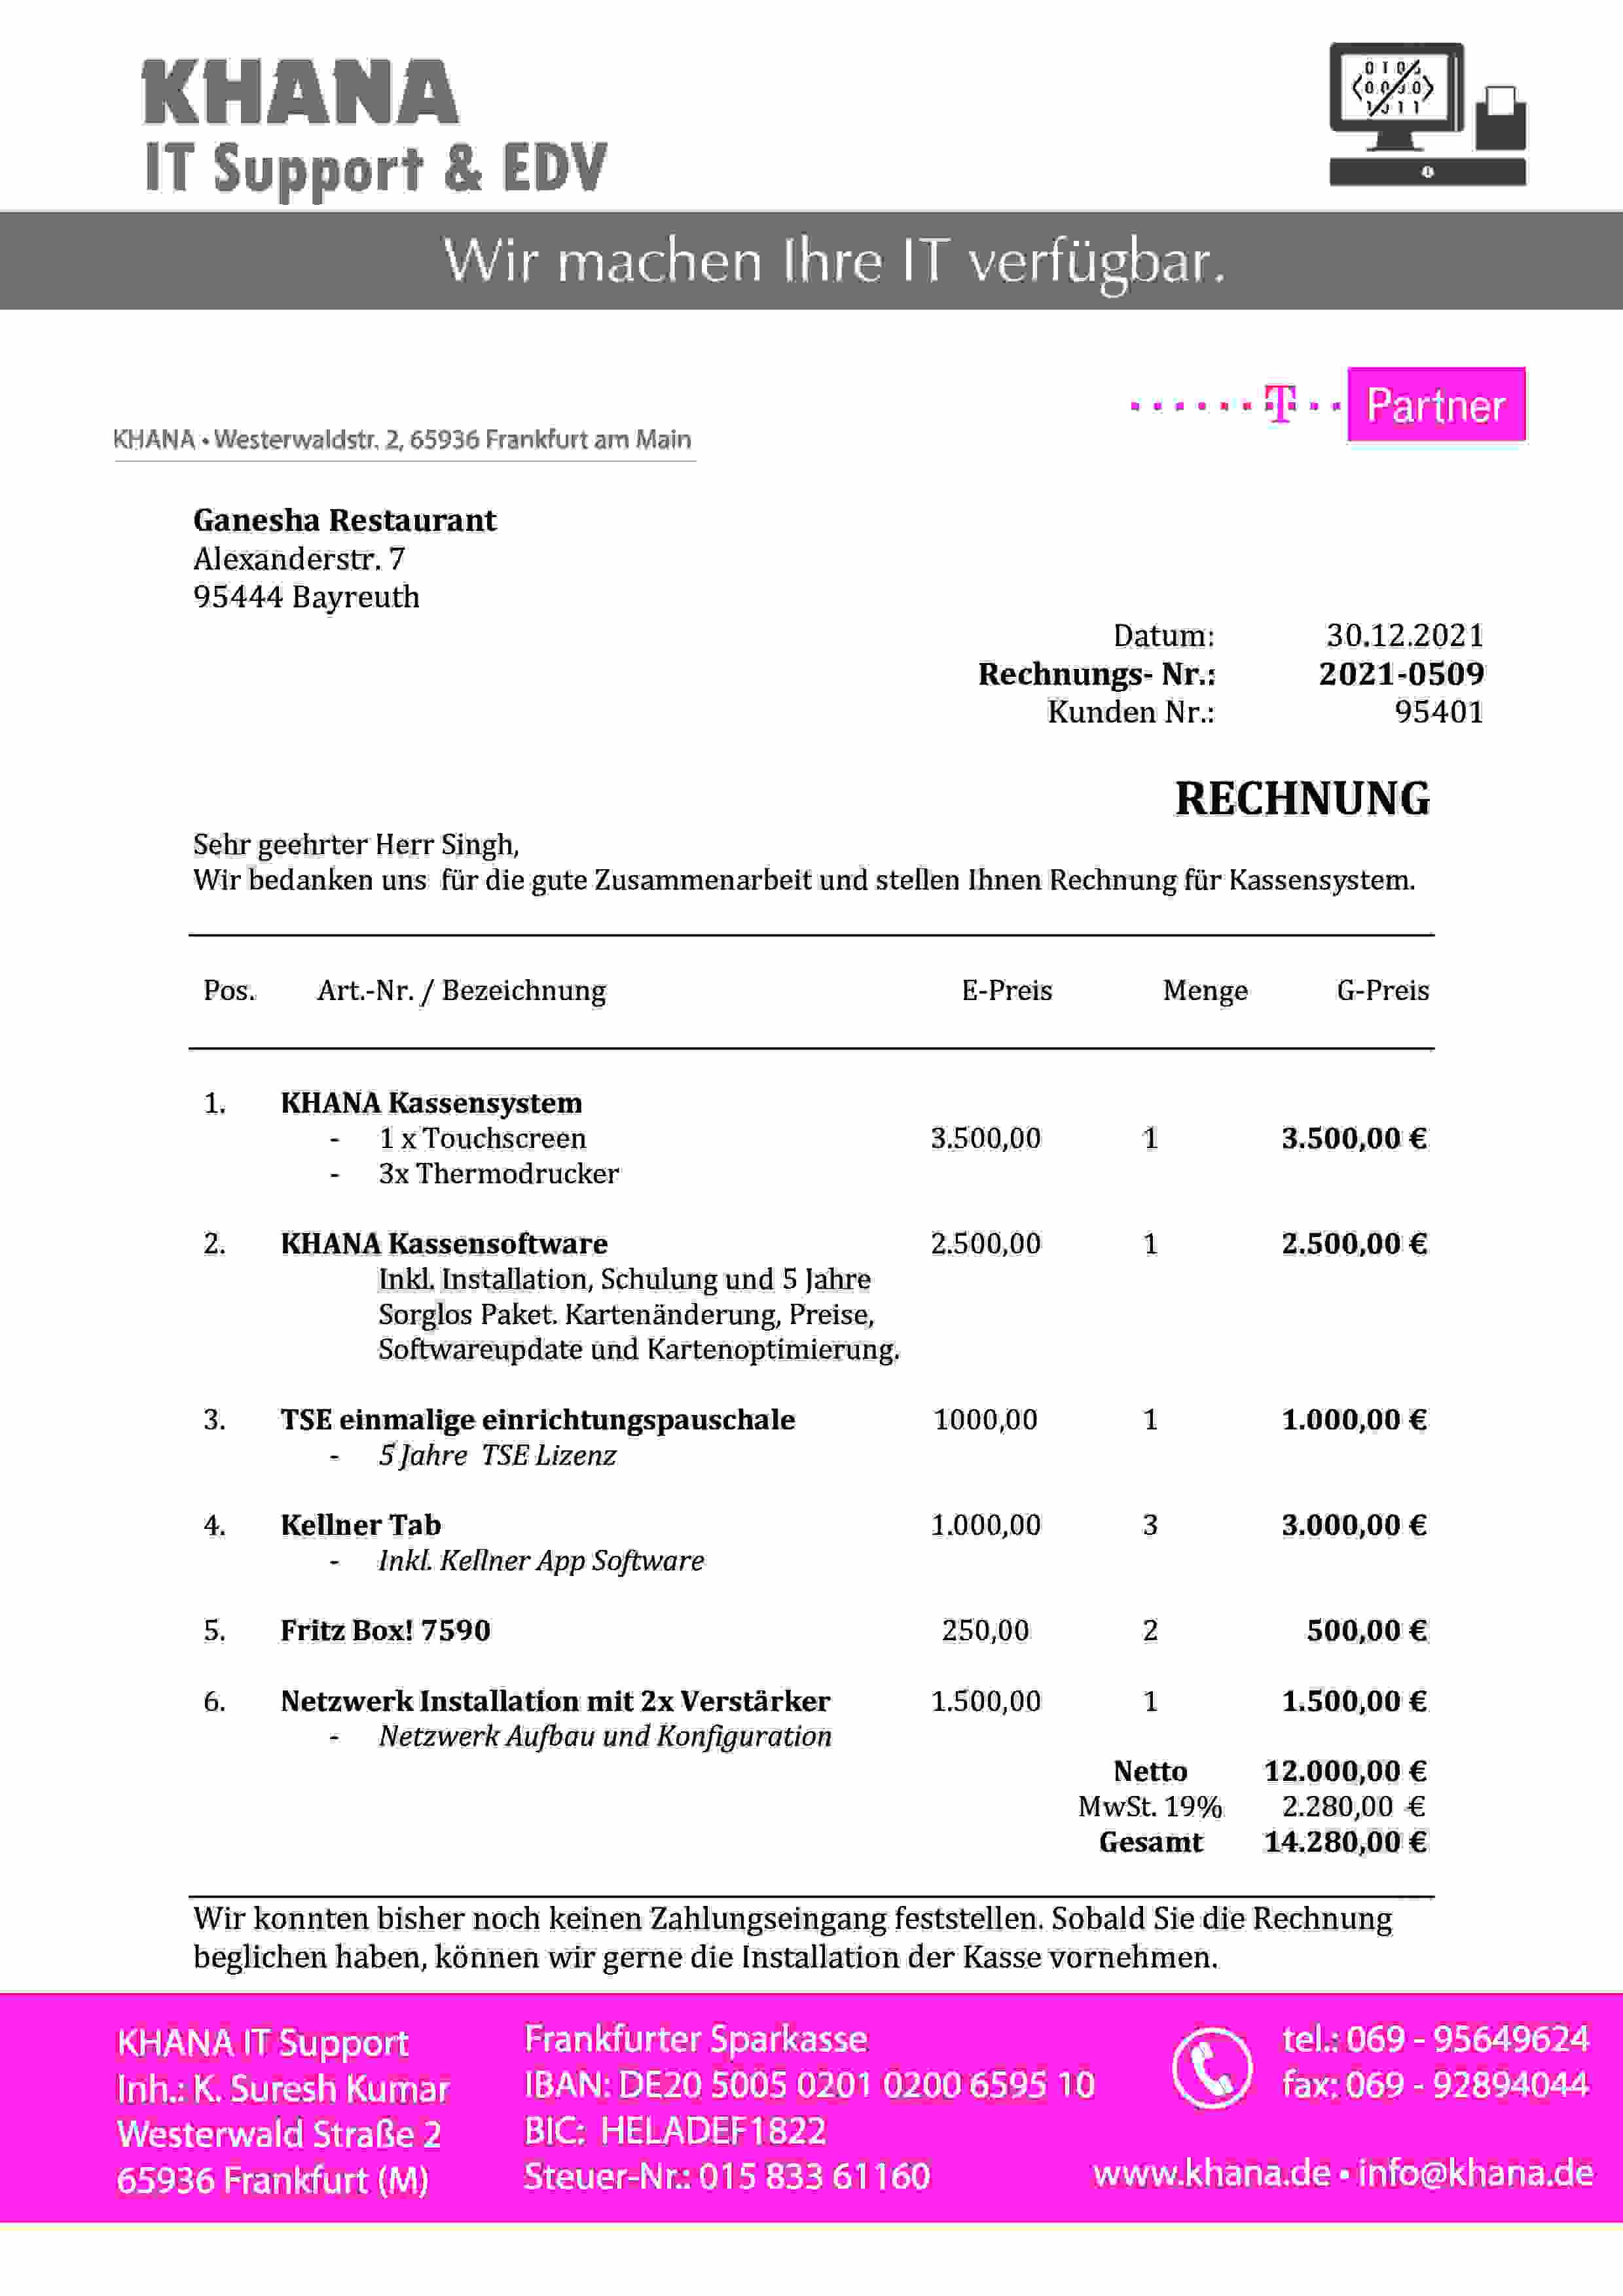 KHANA
IT Support & EDV
Wir machen Ihre IT verfügbar.
T Partner
KHANA • Westerwaldstr. 2, 65936 Frankfurt am Main
Ganesha Restaurant
Alexanderstr. 7
95444 Bayreuth
Datum: 30.12.2021
Rechnungs- Nr.: 2021-0509
Kunden Nr.: 95401
RECHNUNG
Sehr geehrter Herr Singh,
Wir bedanken uns für die gute Zusammenarbeit und stellen Ihnen Rechnung für Kassensystem.
Pos. Art.-Nr. / Bezeichnung E-Preis Menge G-Preis
1. KHANA Kassensystem
- 1 x Touchscreen 3.500,00 1 3.500,00 €
- 3x Thermodrucker
2. KHANA Kassensoftware 2.500,00 1 2.500,00 €
Inkl. Installation, Schulung und 5 Jahre
Sorglos Paket. Kartenänderung, Preise,
Softwareupdate und Kartenoptimierung.
3. TSE einmalige einrichtungspauschale 1000,00 1 1.000,00 €
- 5 Jahre TSE Lizenz
4. Kellner Tab 1.000,00 3 3.000,00 €
- Inkl. Kellner App Software
5. Fritz Box! 7590 250,00 2 500,00 €
6. Netzwerk Installation mit 2x Verstärker 1.500,00 1 1.500,00 €
- Netzwerk Aufbau und Konfiguration
Netto 12.000,00 €
MwSt. 19% 2.280,00 €
Gesamt 14.280,00 €
Wir konnten bisher noch keinen Zahlungseingang feststellen. Sobald Sie die Rechnung
beglichen haben, können wir gerne die Installation der Kasse vornehmen.
KHANA IT Support
Inh.: K. Suresh Kumar
Westerwald Straße 2
65936 Frankfurt (M)
Frankfurter Sparkasse
IBAN: DE20 5005 0201 0200 6595 10
BIC: HELADEF1822
Steuer-Nr.: 015 833 61160
tel.: 069 - 95649624
fax: 069 - 92894044
www.khana.de • info@khana.de